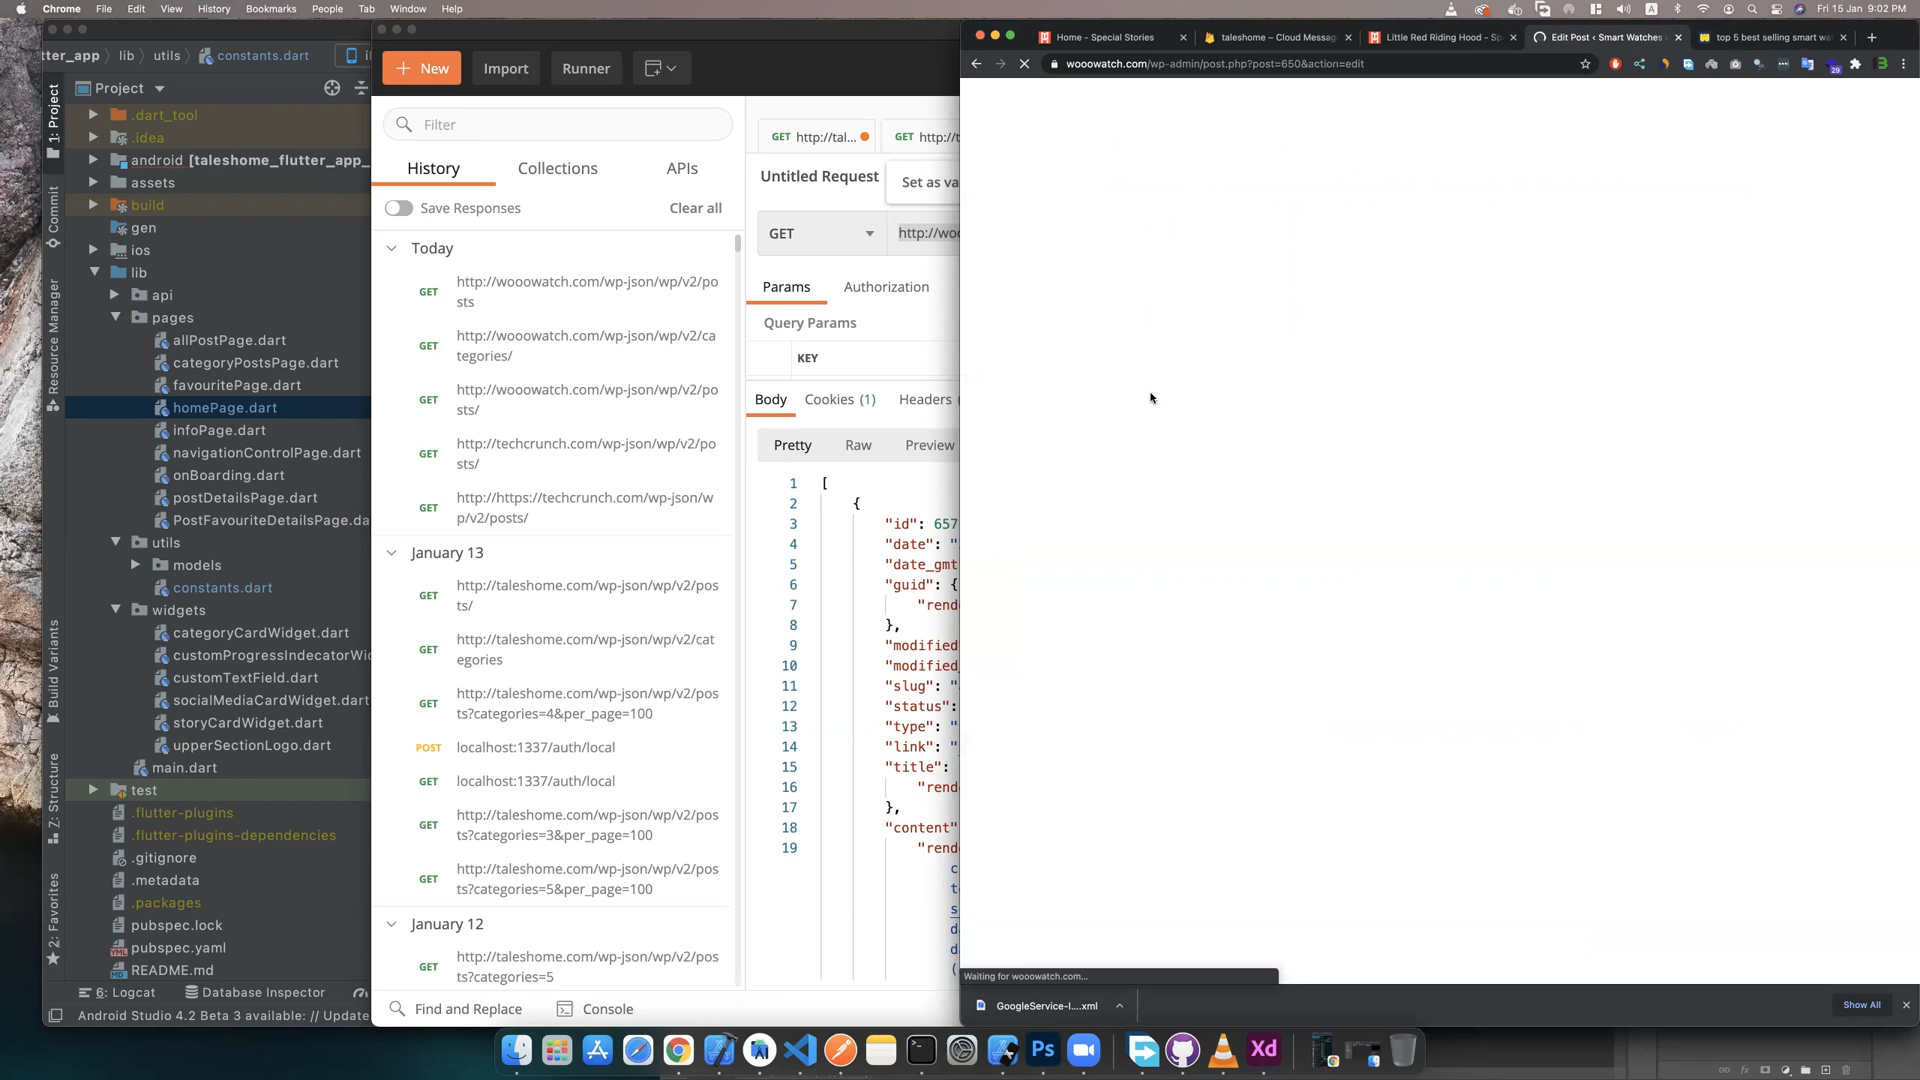 Chrome File Edit View History Bookmarks People Tab Window Help
Fri 15 Jan 9:02 PM
tter_app lib utils constants.dart
Project
.dart_tool
.idea
android [taleshome_flutter_app_
assets
build
gen
ios
lib
api
pages
allPostPage.dart
categoryPostsPage.dart
favouritePage.dart
homePage.dart
infoPage.dart
navigationControlPage.dart
onBoarding.dart
postDetailsPage.dart
PostFavouriteDetailsPage.da
utils
models
constants.dart
widgets
categoryCardWidget.dart
customProgressIndecatorWi
customTextField.dart
socialMediaCardWidget.dart
storyCardWidget.dart
upperSectionLogo.dart
main.dart
test
.flutter-plugins
.flutter-plugins-dependencies
.gitignore
.metadata
.packages
pubspec.lock
pubspec.yaml
README.md
1: Project
Commit
Resource Manager
Build Variants
Z: Structure
2: Favorites
6: Logcat Database Inspector
Android Studio 4.2 Beta 3 available: // Update
New Import Runner
Filter
History Collections APIs
Save Responses Clear all
Today
GET http://wooowatch.com/wp-json/wp/v2/po
sts
GET http://wooowatch.com/wp-json/wp/v2/ca
tegories/
GET http://wooowatch.com/wp-json/wp/v2/po
sts/
GET http://techcrunch.com/wp-json/wp/v2/po
sts/
GET http://https://techcrunch.com/wp-json/w
p/v2/posts/
January 13
GET http://taleshome.com/wp-json/wp/v2/pos
ts/
GET http://taleshome.com/wp-json/wp/v2/cat
egories
GET http://taleshome.com/wp-json/wp/v2/pos
ts?categories=4&per_page=100
POST localhost:1337/auth/local
GET localhost:1337/auth/local
GET http://taleshome.com/wp-json/wp/v2/pos
ts?categories=3&per_page=100
GET http://taleshome.com/wp-json/wp/v2/pos
ts?categories=5&per_page=100
January 12
GET http://taleshome.com/wp-json/wp/v2/pos
ts?categories=5
Find and Replace Console
GET http://tal... GET http://t
Untitled Request Set as va
GET http://woo
Params Authorization
Query Params
KEY
Body Cookies (1) Headers (
Pretty Raw Preview
1 [
2 {
3 "id": 657
4 "date": "
5 "date_gmt
6 "guid": {
7 "rend
8 },
9 "modified
10 "modified
11 "slug": "
12 "status":
13 "type": "
14 "link": "
15 "title":
16 "rend
17 },
18 "content"
19 "rend
c
t
s
d
d
(
Home - Special Stories taleshome – Cloud Messag Little Red Riding Hood - Sp Edit Post ‹ Smart Watches top 5 best selling smart wa
wooowatch.com/wp-admin/post.php?post=650&action=edit
29
Waiting for wooowatch.com...
GoogleService-I....xml Show All
Ps Xd